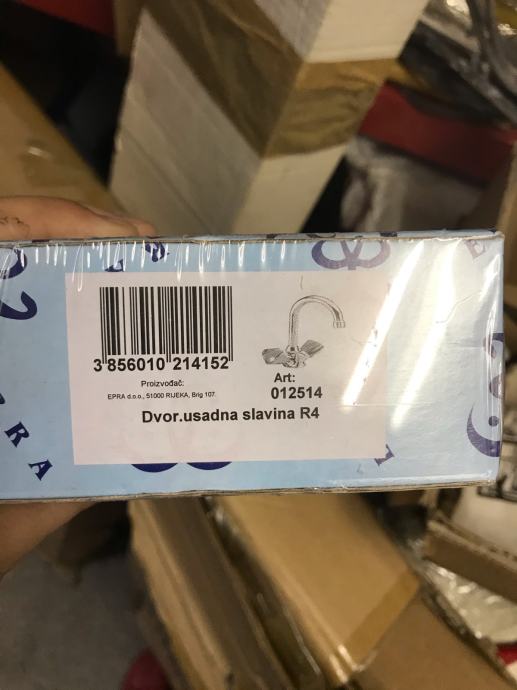 3 856010 214152
Proizvođač:
EPRA d.o.o., 51000 RIJEKA, Brig 107
Art:
012514
Dvor.usadna slavina R4